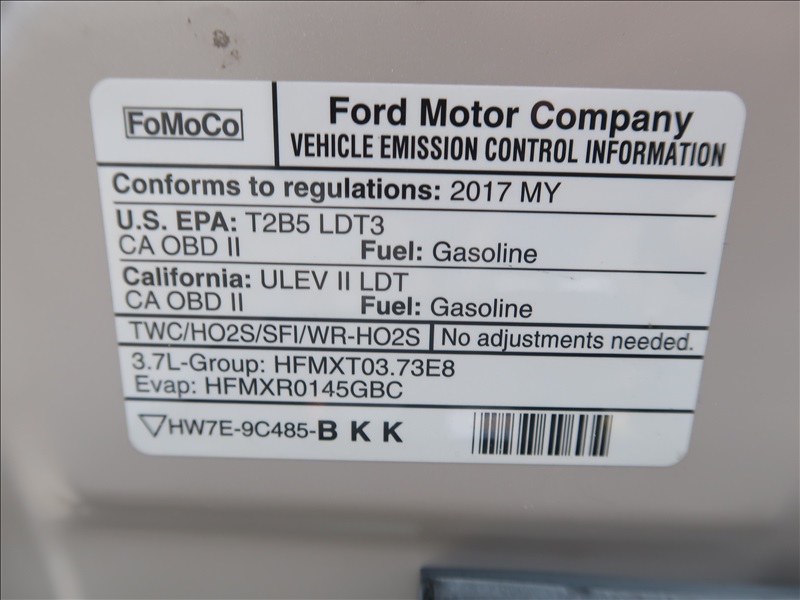 FoMoCo
Ford Motor Company
VEHICLE EMISSION CONTROL INFORMATION
Conforms to regulations: 2017 MY
U.S. EPA: T2B5 LDT3
CA OBD II Fuel: Gasoline
California: ULEV II LDT
CA OBD II Fuel: Gasoline
TWC/HO2S/SFI/WR-HO2S No adjustments needed.
3.7L-Group: HFMXT03.73E8
Evap: HFMXR0145GBC
HW7E-9C485-B K K